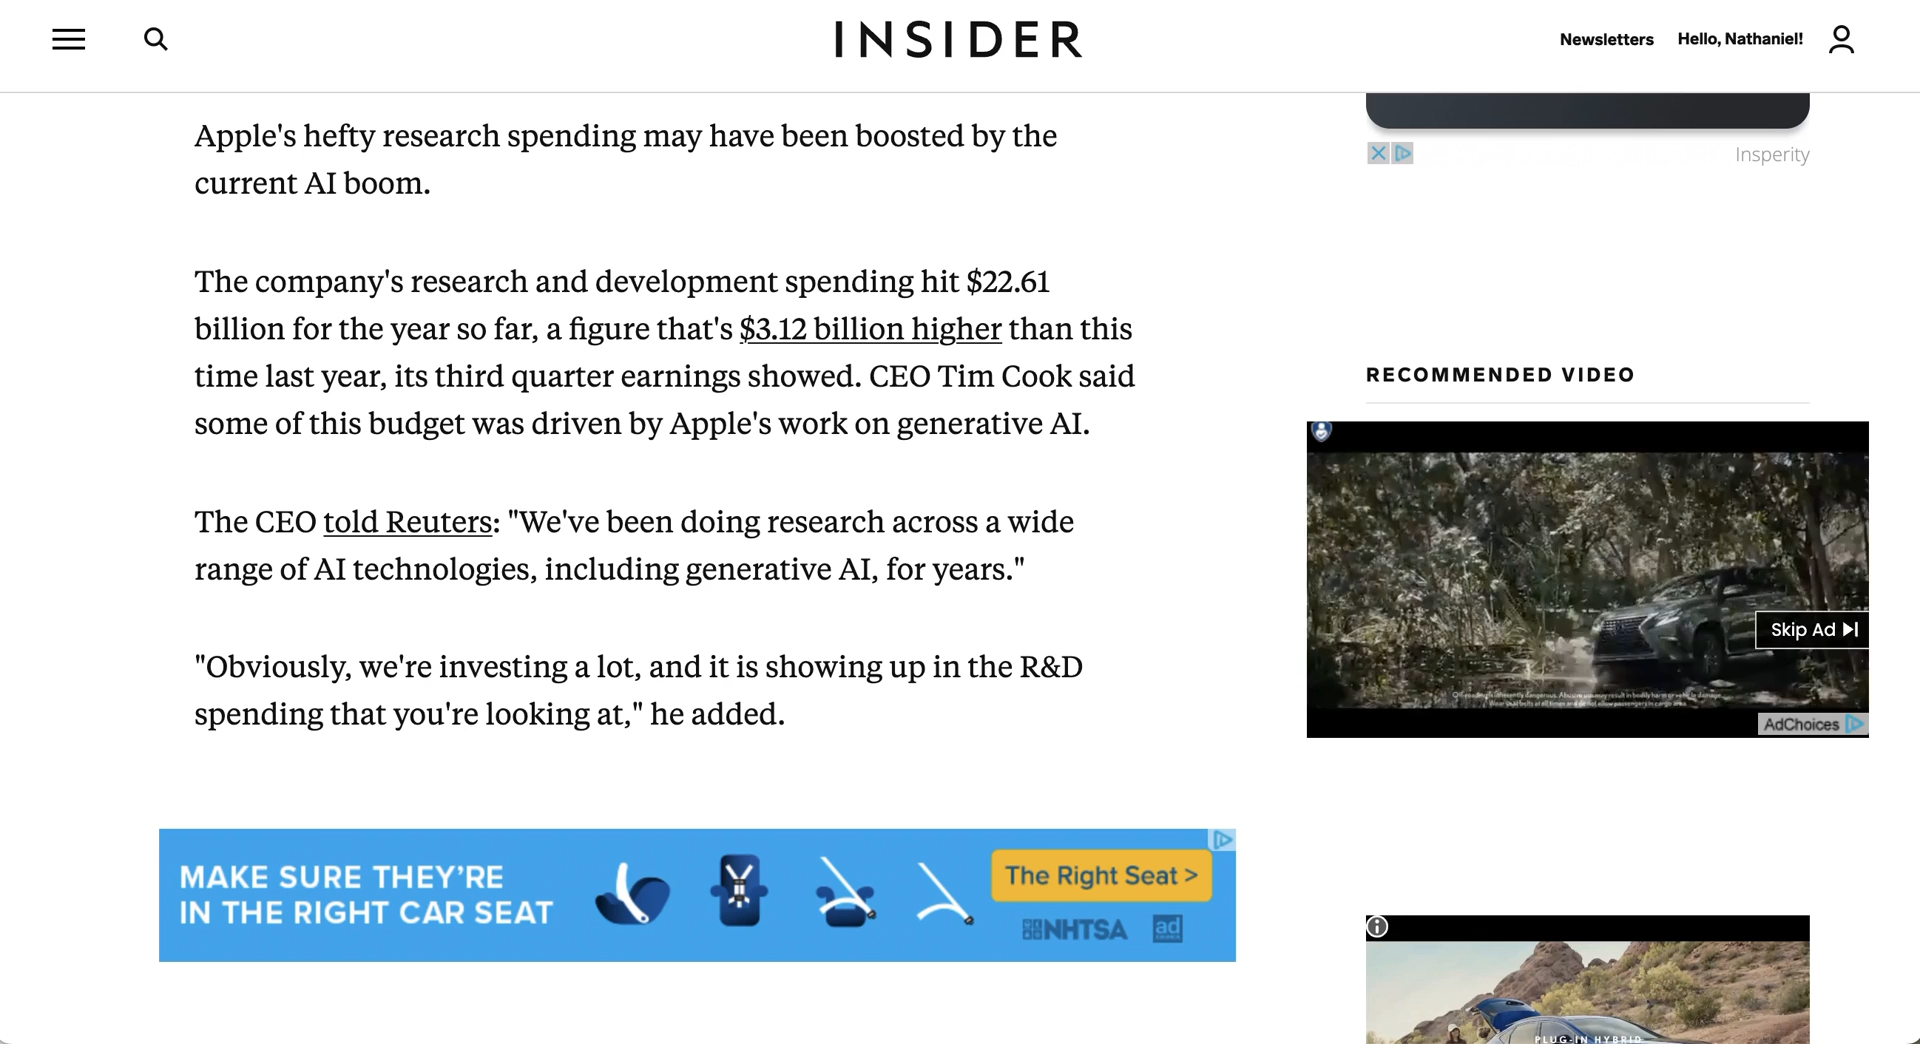 INSIDER
Newsletters
Hello, Nathaniel!
Apple's hefty research spending may have been boosted by the
current AI boom.
The company's research and development spending hit $22.61
billion for the year so far, a figure that's $3.12 billion higher than this
time last year, its third quarter earnings showed. CEO Tim Cook said
some of this budget was driven by Apple's work on generative AI.
The CEO told Reuters: "We've been doing research across a wide
range of AI technologies, including generative AI, for years."
"Obviously, we're investing a lot, and it is showing up in the R&D
spending that you're looking at," he added.
MAKE SURE THEY'RE
IN THE RIGHT CAR SEAT
The Right Seat >
NHTSA
ad
Insperity
RECOMMENDED VIDEO
Skip Ad
AdChoices
PLUG-IN HYBRID